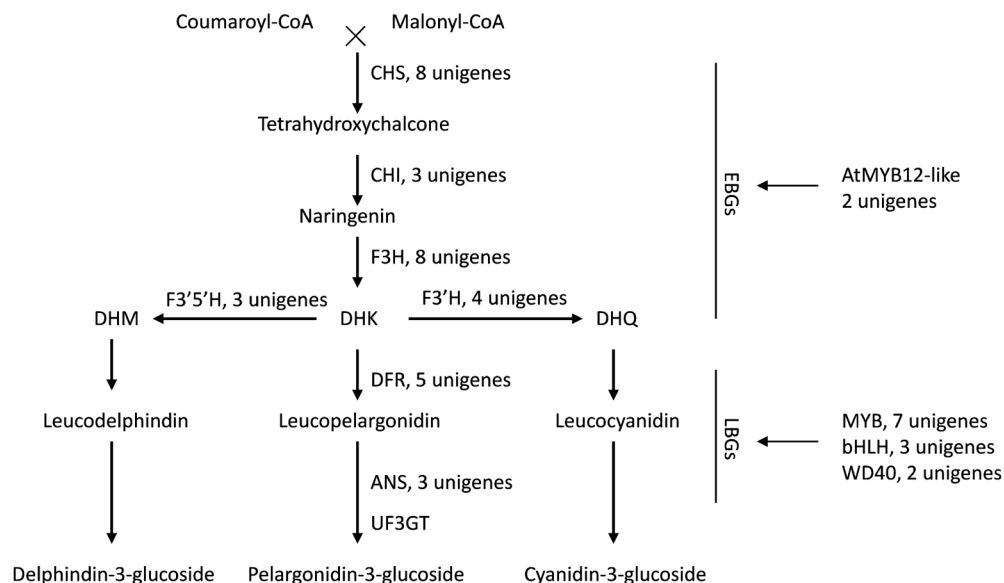 Coumaroyl-CoA
Malonyl-CoA
CHS, 8 unigenes
Tetrahydroxychalcone
CHI, 3 unigenes
Naringenin
F3H, 8 unigenes
EBGs
AtMYB12-like
2 unigenes
F3’5’H, 3 unigenes
F3’H, 4 unigenes
DHM
DHK
DHQ
DFR, 5 unigenes
Leucodelphindin
Leucopelargonidin
Leucocyanidin
LBGs
MYB, 7 unigenes
bHLH, 3 unigenes
WD40, 2 unigenes
ANS, 3 unigenes
UF3GT
Delphindin-3-glucoside
Pelargonidin-3-glucoside
Cyanidin-3-glucoside